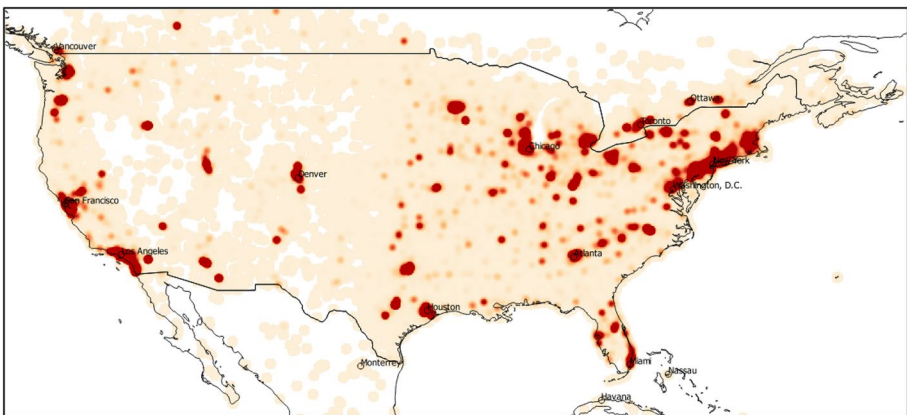 Vancouver
Ottawa
Toronto
Chicago
New York
Denver
Washington, D.C.
San Francisco
Los Angeles
Atlanta
Houston
Miami
Monterrey
Nassau
Havana